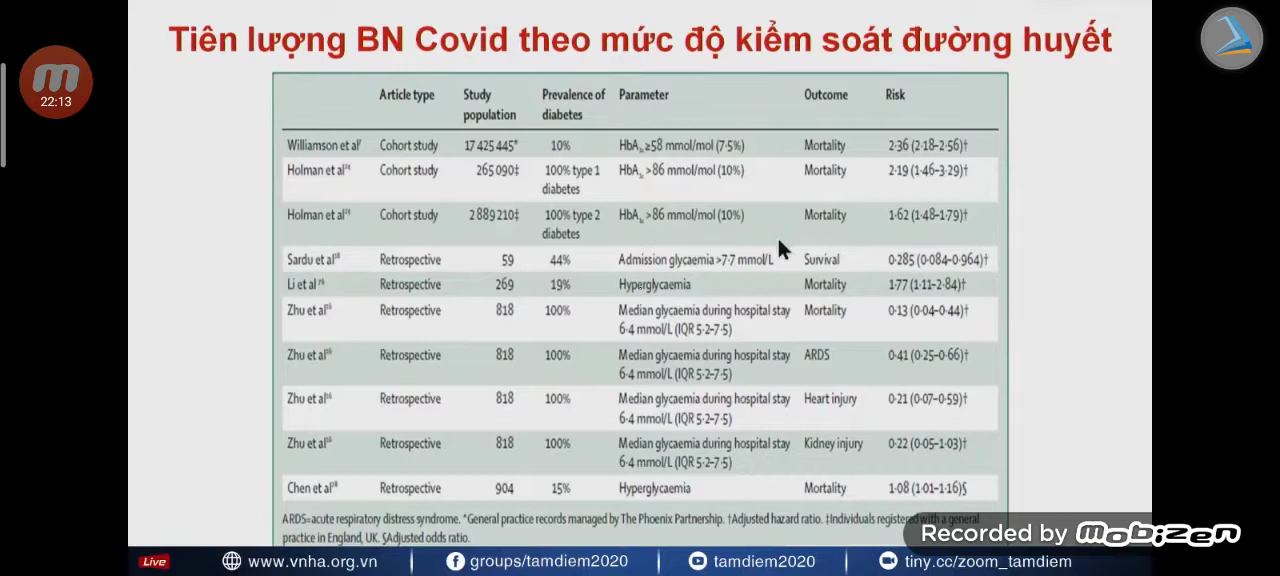 Tiên lượng BN Covid theo mức độ kiểm soát đường huyết
22:13
Article type Study population Prevalence of diabetes Parameter Outcome Risk
Williamson et al Cohort study 17 425 445* 10% HbA1c ≥58 mmol/mol (7·5%) Mortality 2·36 (2·18–2·56)†
Holman et al Cohort study 265 090‡ 100% type 1 diabetes HbA1c >86 mmol/mol (10%) Mortality 2·19 (1·46–3·29)†
Holman et al Cohort study 2 889 210‡ 100% type 2 diabetes HbA1c >86 mmol/mol (10%) Mortality 1·62 (1·48–1·79)†
Sardu et al Retrospective 59 44% Admission glycaemia >7·7 mmol/L Survival 0·285 (0·084–0·964)†
Li et al Retrospective 269 19% Hyperglycaemia Mortality 1·77 (1·11–2·84)†
Zhu et al Retrospective 818 100% Median glycaemia during hospital stay 6·4 mmol/L (IQR 5·2–7·5) Mortality 0·13 (0·04–0·44)†
Zhu et al Retrospective 818 100% Median glycaemia during hospital stay 6·4 mmol/L (IQR 5·2–7·5) ARDS 0·41 (0·25–0·66)†
Zhu et al Retrospective 818 100% Median glycaemia during hospital stay 6·4 mmol/L (IQR 5·2–7·5) Heart injury 0·21 (0·07–0·59)†
Zhu et al Retrospective 818 100% Median glycaemia during hospital stay 6·4 mmol/L (IQR 5·2–7·5) Kidney injury 0·22 (0·05–1·03)†
Chen et al Retrospective 904 15% Hyperglycaemia Mortality 1·08 (1·01–1·16)§
ARDS=acute respiratory distress syndrome. *General practice records managed by The Phoenix Partnership. †Adjusted hazard ratio. ‡Individuals registered with a general
practice in England, UK. §Adjusted odds ratio.
Recorded by mobizen
Live www.vnha.org.vn groups/tamdiem2020 tamdiem2020 tiny.cc/zoom_tamdiem